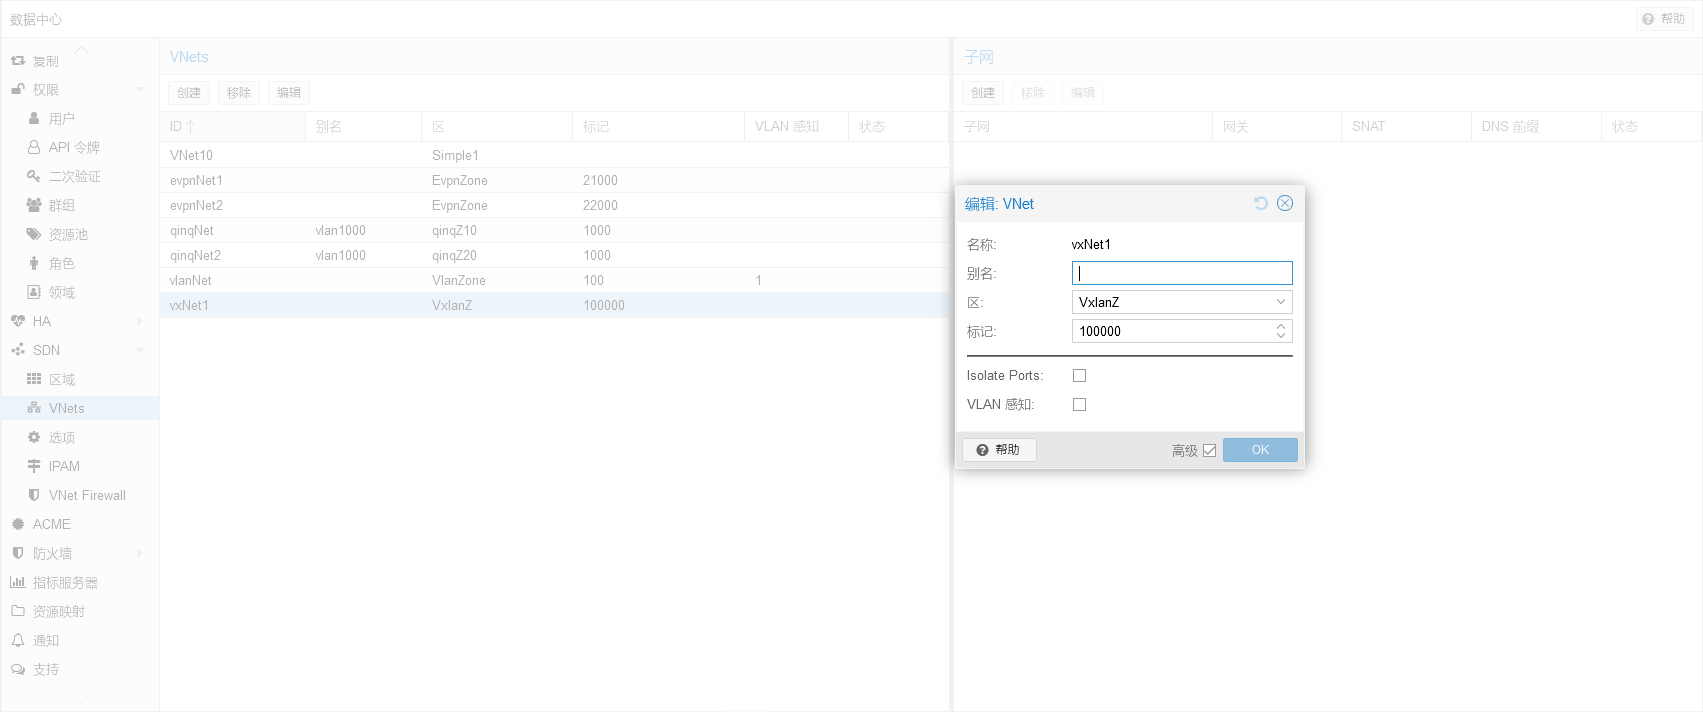 数据中心
帮助
复制
权限
用户
API 令牌
二次验证
群组
资源池
角色
领域
HA
SDN
区域
VNets
选项
IPAM
VNet Firewall
ACME
防火墙
指标服务器
资源映射
通知
支持
VNets
创建 移除 编辑
ID 别名 区 标记 VLAN 感知 状态
VNet10 Simple1
evpnNet1 EvpnZone 21000
evpnNet2 EvpnZone 22000
qinqNet vlan1000 qinqZ10 1000
qinqNet2 vlan1000 qinqZ20 1000
vlanNet VlanZone 100 1
vxNet1 VxlanZ 100000
子网
创建 移除 编辑
子网 网关 SNAT DNS 前缀 状态
编辑: VNet
名称: vxNet1
别名:
区: VxlanZ
标记: 100000
Isolate Ports:
VLAN 感知:
帮助 高级 OK